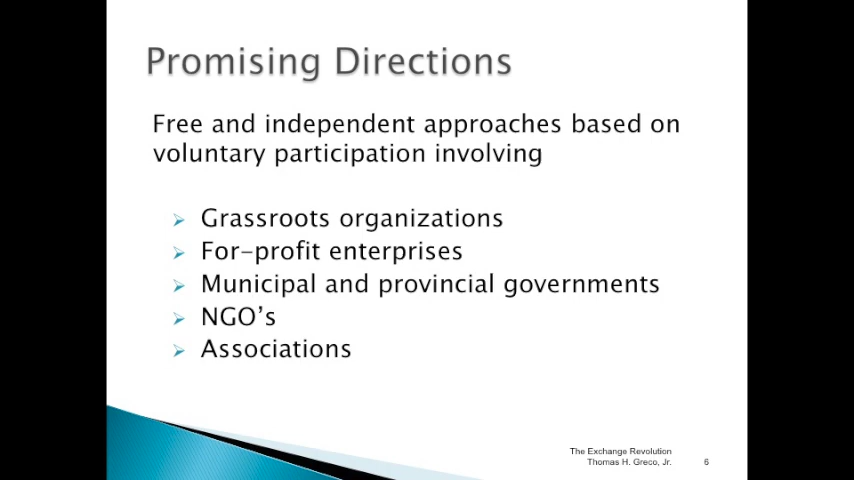 Promising Directions
Free and independent approaches based on
voluntary participation involving
Grassroots organizations
For-profit enterprises
Municipal and provincial governments
NGO's
Associations
The Exchange Revolution
Thomas H. Greco, Jr.
6